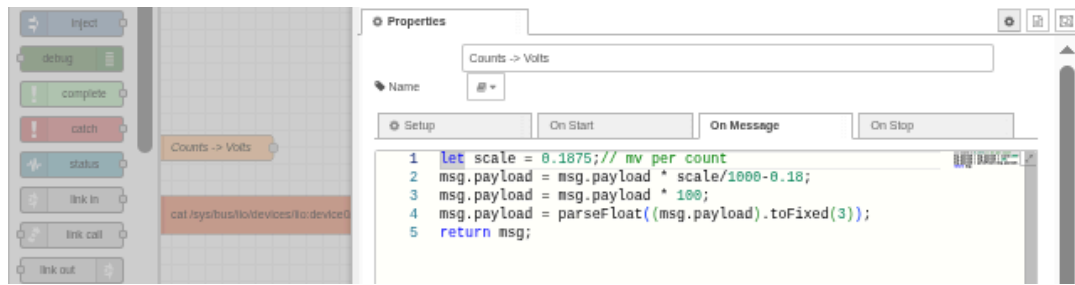 inject
debug
complete
catch
status
link in
link call
link out
Counts -> Volts
cat /sys/bus/iio/devices/iio:device0
Properties
Counts -> Volts
Name
Setup
On Start
On Message
On Stop
1 let scale = 0.1875;// mv per count
2 msg.payload = msg.payload * scale/1000-0.18;
3 msg.payload = msg.payload * 100;
4 msg.payload = parseFloat((msg.payload).toFixed(3));
5 return msg;